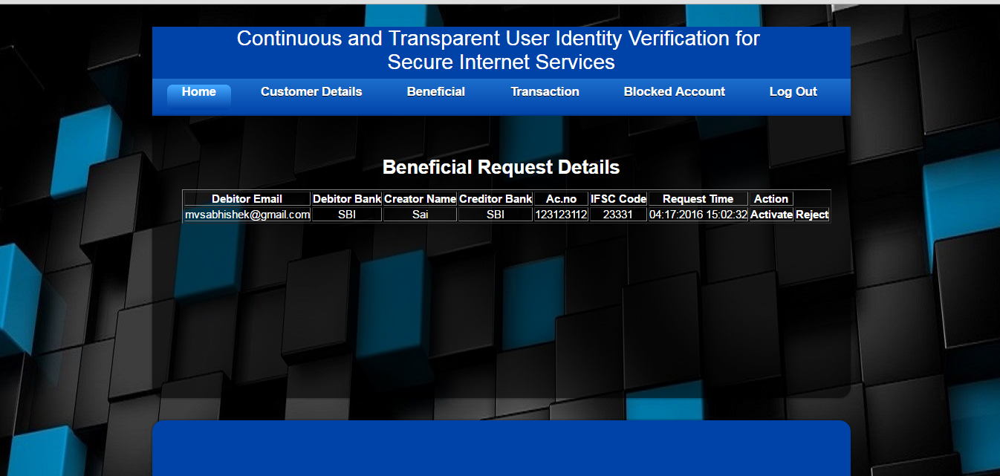 Continuous and Transparent User Identity Verification for
Secure Internet Services
Home Customer Details Beneficial Transaction Blocked Account Log Out
Beneficial Request Details
Debitor Email Debitor Bank Creator Name Creditor Bank Ac.no IFSC Code Request Time Action
mvsabhishek@gmail.com SBI Sai SBI 123123112 23331 04:17:2016 15:02:32 Activate Reject